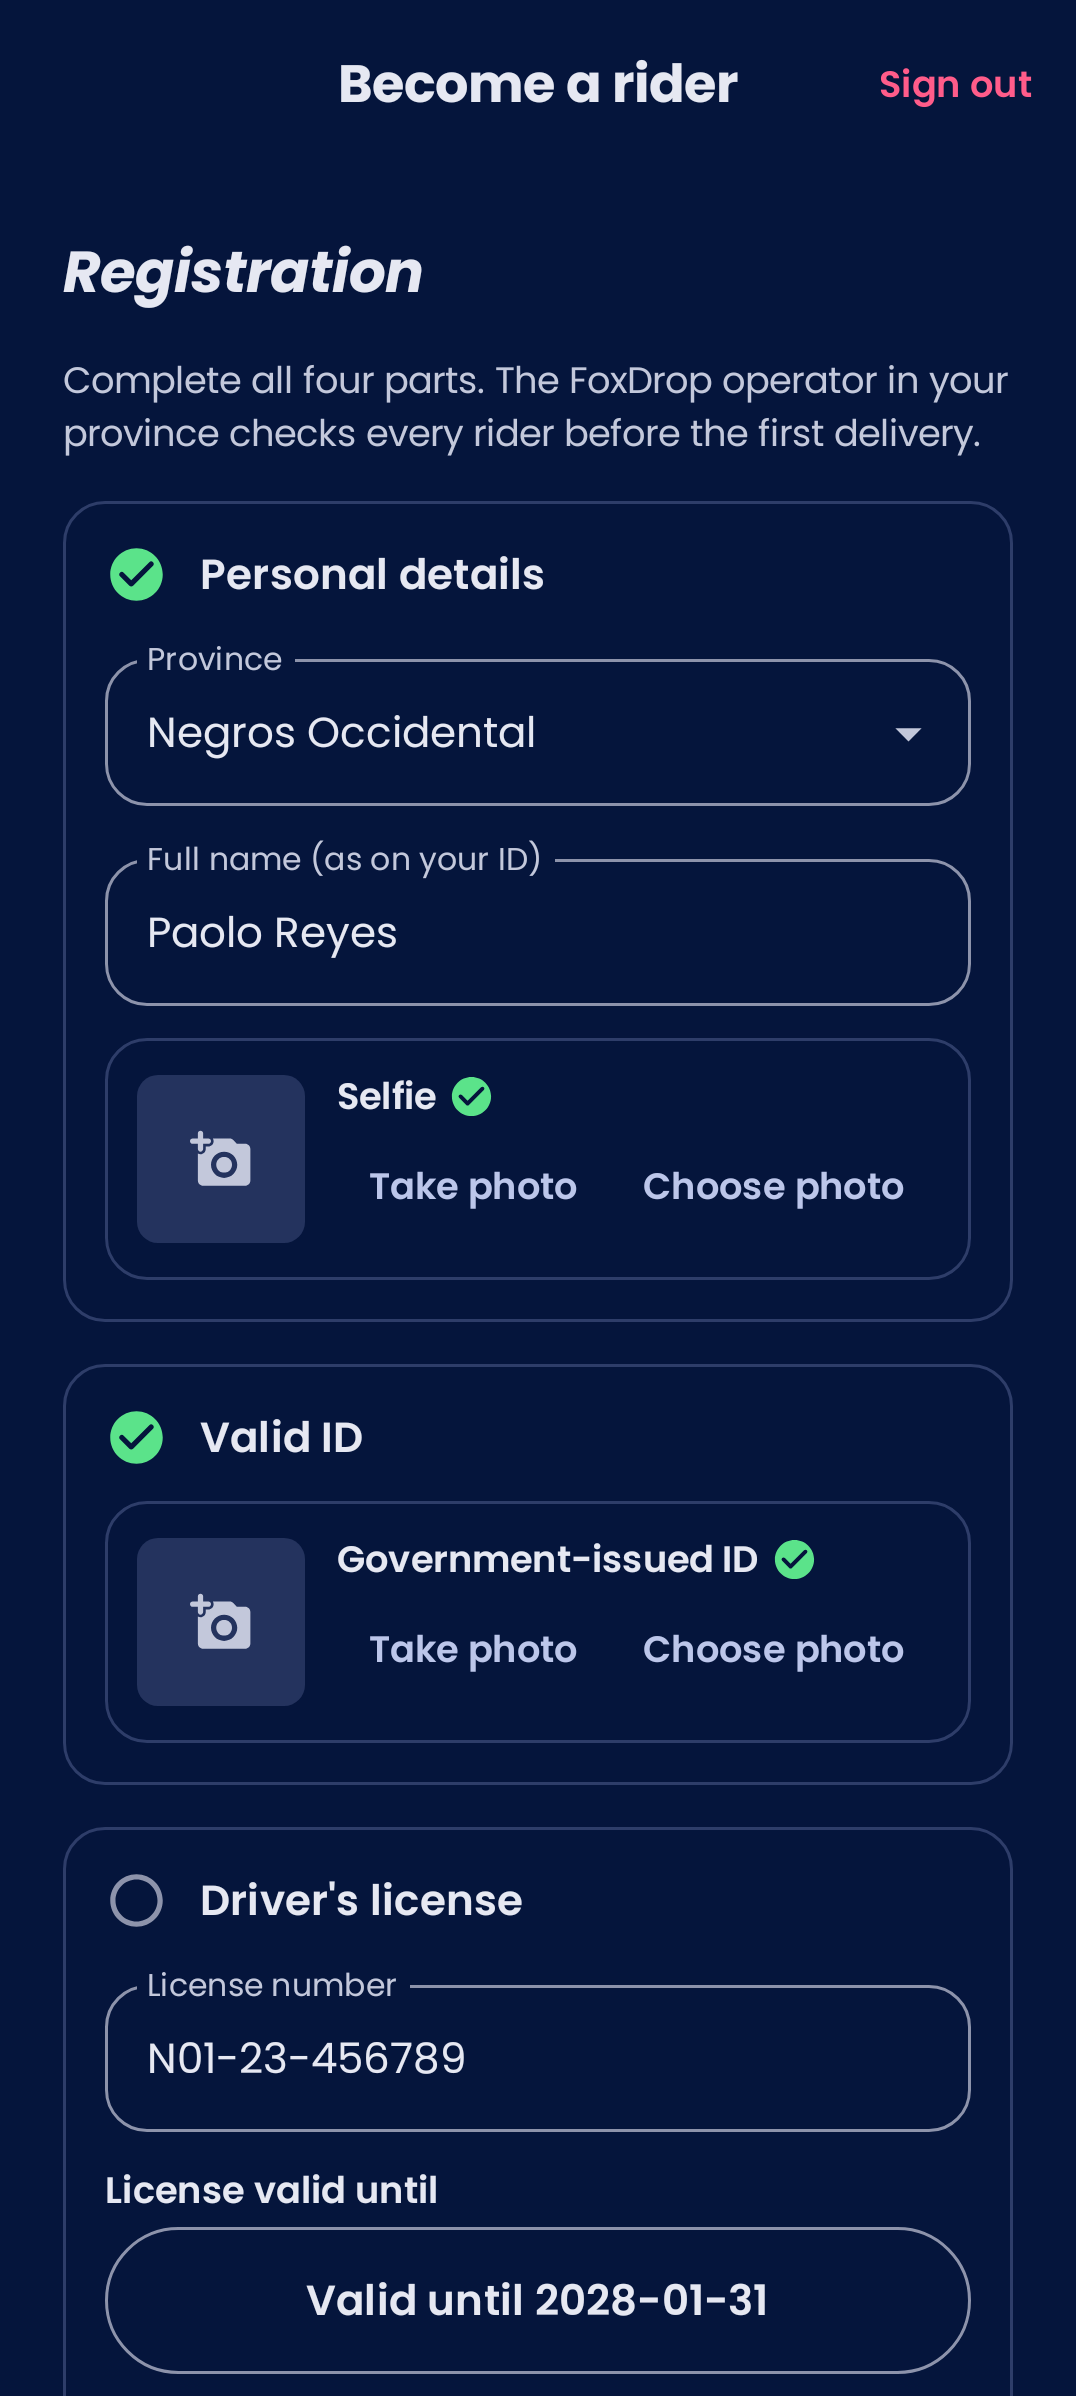 Become a rider
Sign out
Registration
Complete all four parts. The FoxDrop operator in your
province checks every rider before the first delivery.
Personal details
Province
Negros Occidental
Full name (as on your ID)
Paolo Reyes
Selfie
Take photo
Choose photo
Valid ID
Government-issued ID
Take photo
Choose photo
Driver's license
License number
N01-23-456789
License valid until
Valid until 2028-01-31